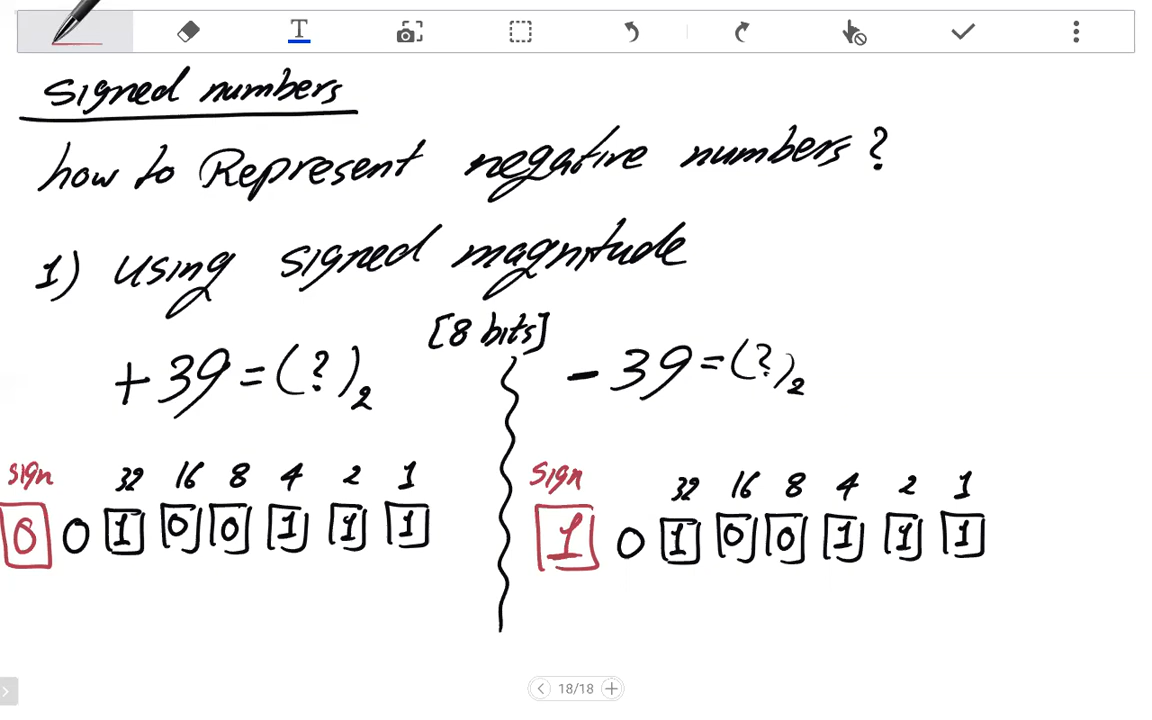 T
Signed numbers
how to Represent negative numbers?
1) Using signed magnitude
[8 bits]
+39 = (?)2
-39 = (?)2
sign 32 16 8 4 2 1
0 0 1 0 0 1 1 1
sign 32 16 8 4 2 1
1 0 1 0 0 1 1 1
18/18